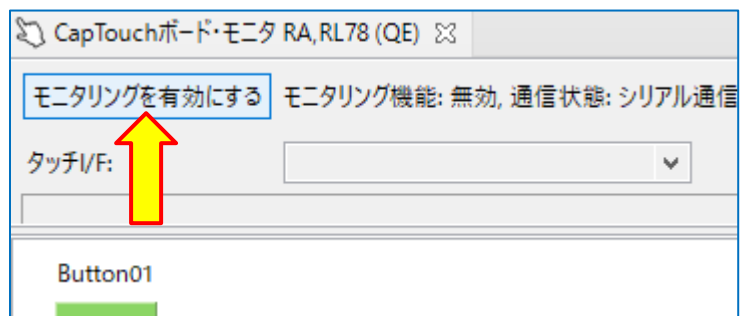 CapTouchボード・モニタ RA, RL78 (QE)
モニタリングを有効にする モニタリング機能: 無効, 通信状態: シリアル通信
タッチI/F:
Button01